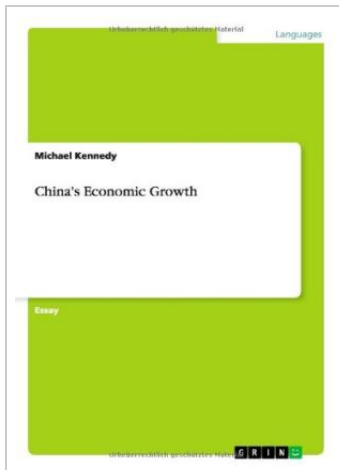 Urheberrechtlich geschütztes Material
Languages
Michael Kennedy
China's Economic Growth
Essay
Urheberrechtlich geschütztes Material
GRIN